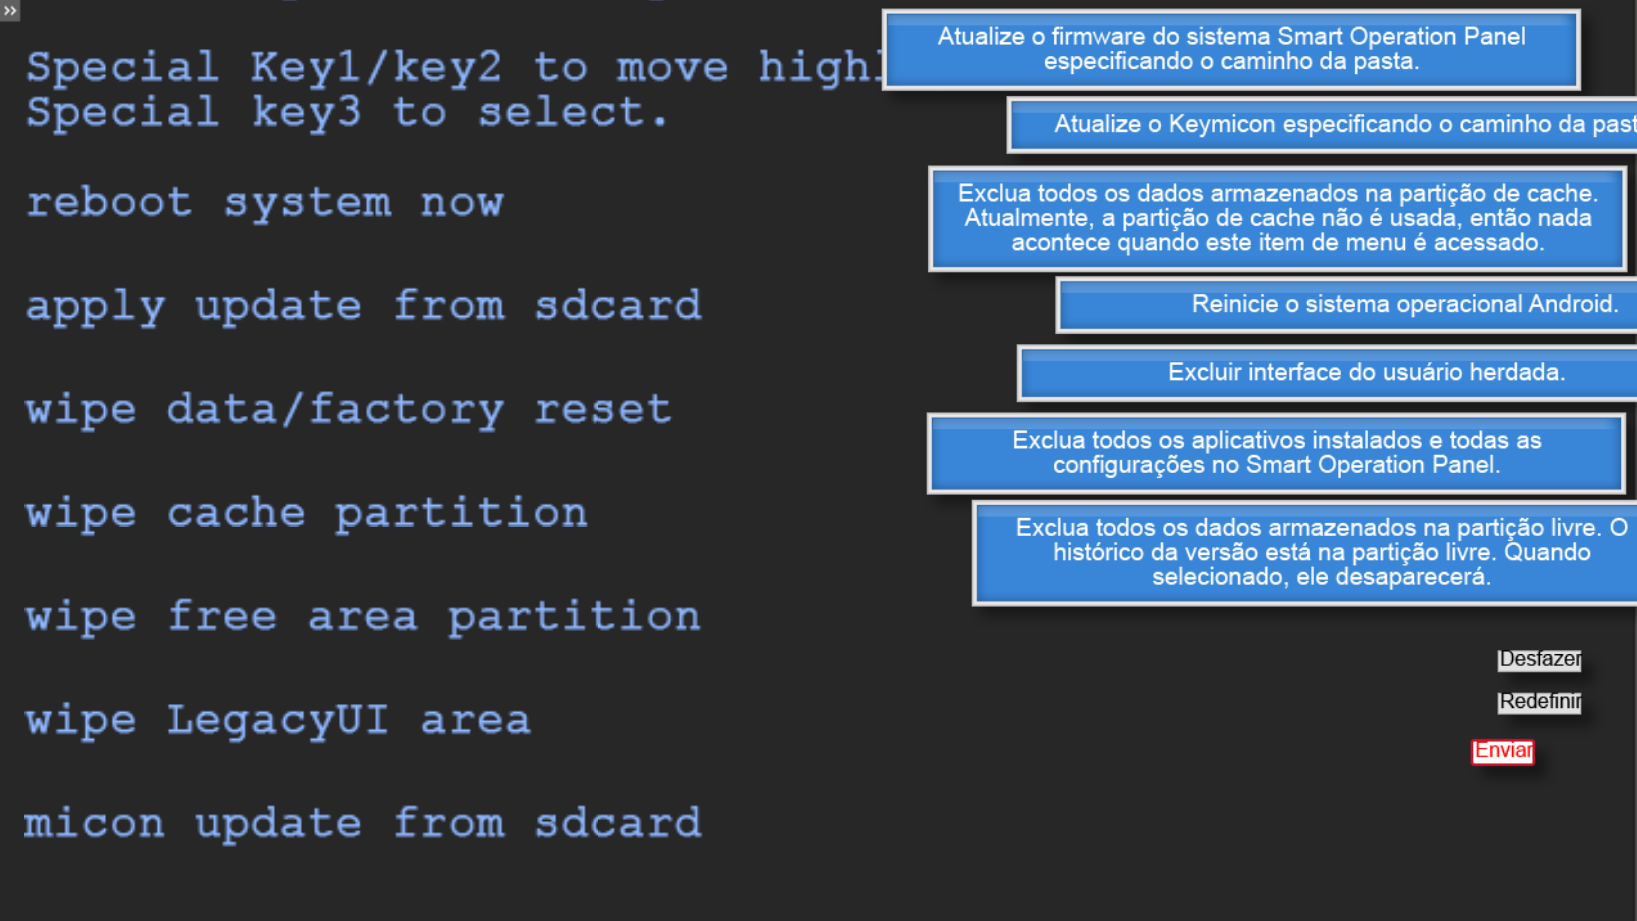 Special Key1/key2 to move high
Special key3 to select.
reboot system now
apply update from sdcard
wipe data/factory reset
wipe cache partition
wipe free area partition
wipe LegacyUI area
micon update from sdcard
Atualize o firmware do sistema Smart Operation Panel
especificando o caminho da pasta.
Atualize o Keymicon especificando o caminho da past
Exclua todos os dados armazenados na partição de cache.
Atualmente, a partição de cache não é usada, então nada
acontece quando este item de menu é acessado.
Reinicie o sistema operacional Android.
Excluir interface do usuário herdada.
Exclua todos os aplicativos instalados e todas as
configurações no Smart Operation Panel.
Exclua todos os dados armazenados na partição livre. O
histórico da versão está na partição livre. Quando
selecionado, ele desaparecerá.
Desfazer
Redefinir
Enviar